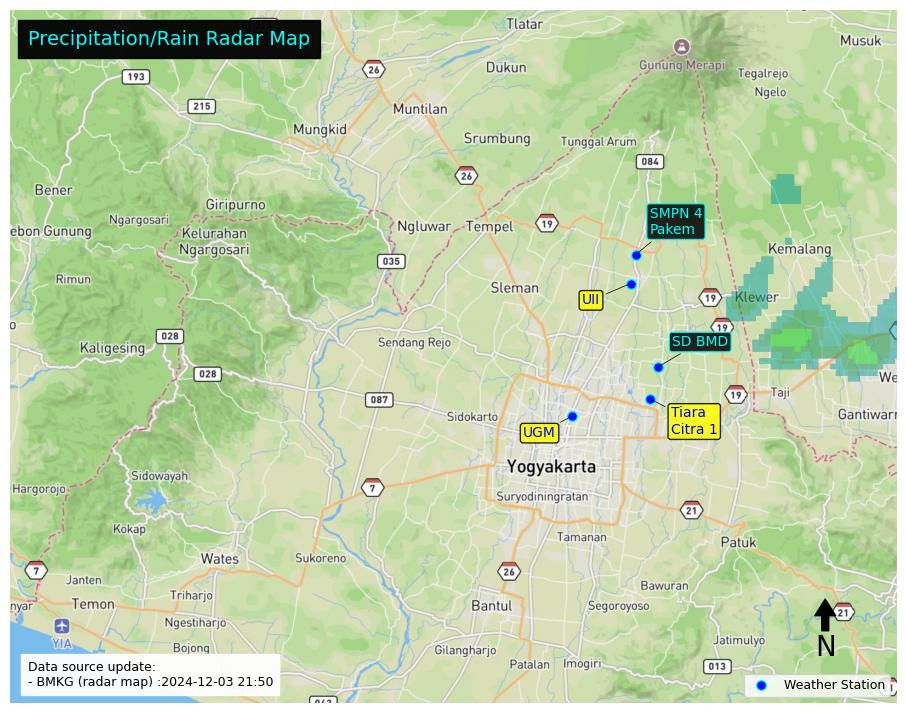 Precipitation/Rain Radar Map
Tlatar
Musuk
26
Dukun
Gunung Merapi
193
Tegalrejo
Ngelo
215
Muntilan
Mungkid
Srumbung
Tunggal Arum
084
26
Bener
Giripurno
SMPN 4
Pakem
Ngargosari
ebon Gunung
Kelurahan
Ngargosari
Ngluwar
Tempel
19
Kemalang
035
Rimun
Sleman
UII
19
Klewer
19
028
Kaligesing
Sendang Rejo
SD BMD
028
We
087
19
Taji
Sidokarto
Tiara
Citra 1
Gantiwarn
UGM
Yogyakarta
Sidowayah
Hargorojo
7
Suryodiningratan
21
Kokap
Tamanan
Patuk
Wates
Sukoreno
7
26
Janten
Bawuran
Triharjo
nyar
Temon
Bantul
Segoroyoso
21
Ngestiharjo
YIA
N
Jatimulyo
Bojong
Gilangharjo
Patalan
Imogiri
013
Data source update:
- BMKG (radar map) :2024-12-03 21:50
Weather Station